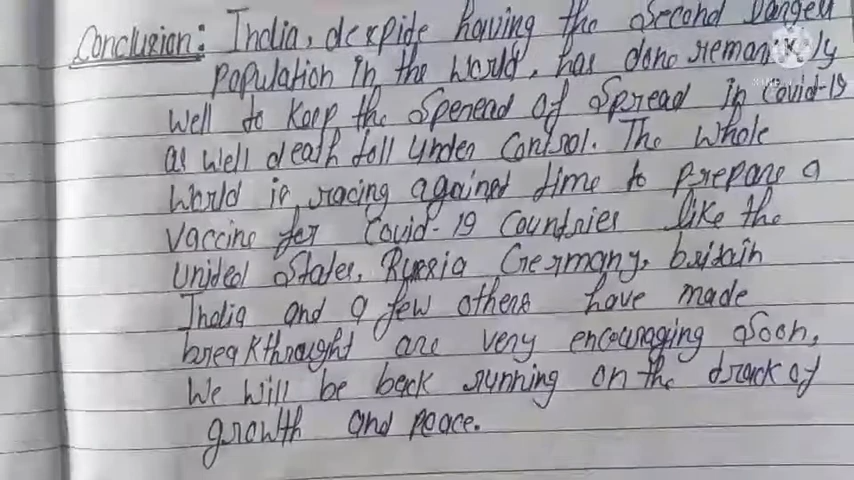 Conclusion: India, despide having the Second Largest
Population in the World, has done remarkably
well to keep the Speread of Spread in Covid-19
as well death toll under Control. The Whole
World is racing against time to prepare a
Vaccine for Covid-19 Countries like the
United States, Russia Germany, britain
India and a few others have made
breakthrought are very encouraging Soon,
We will be back running on the track of
growth and peace.